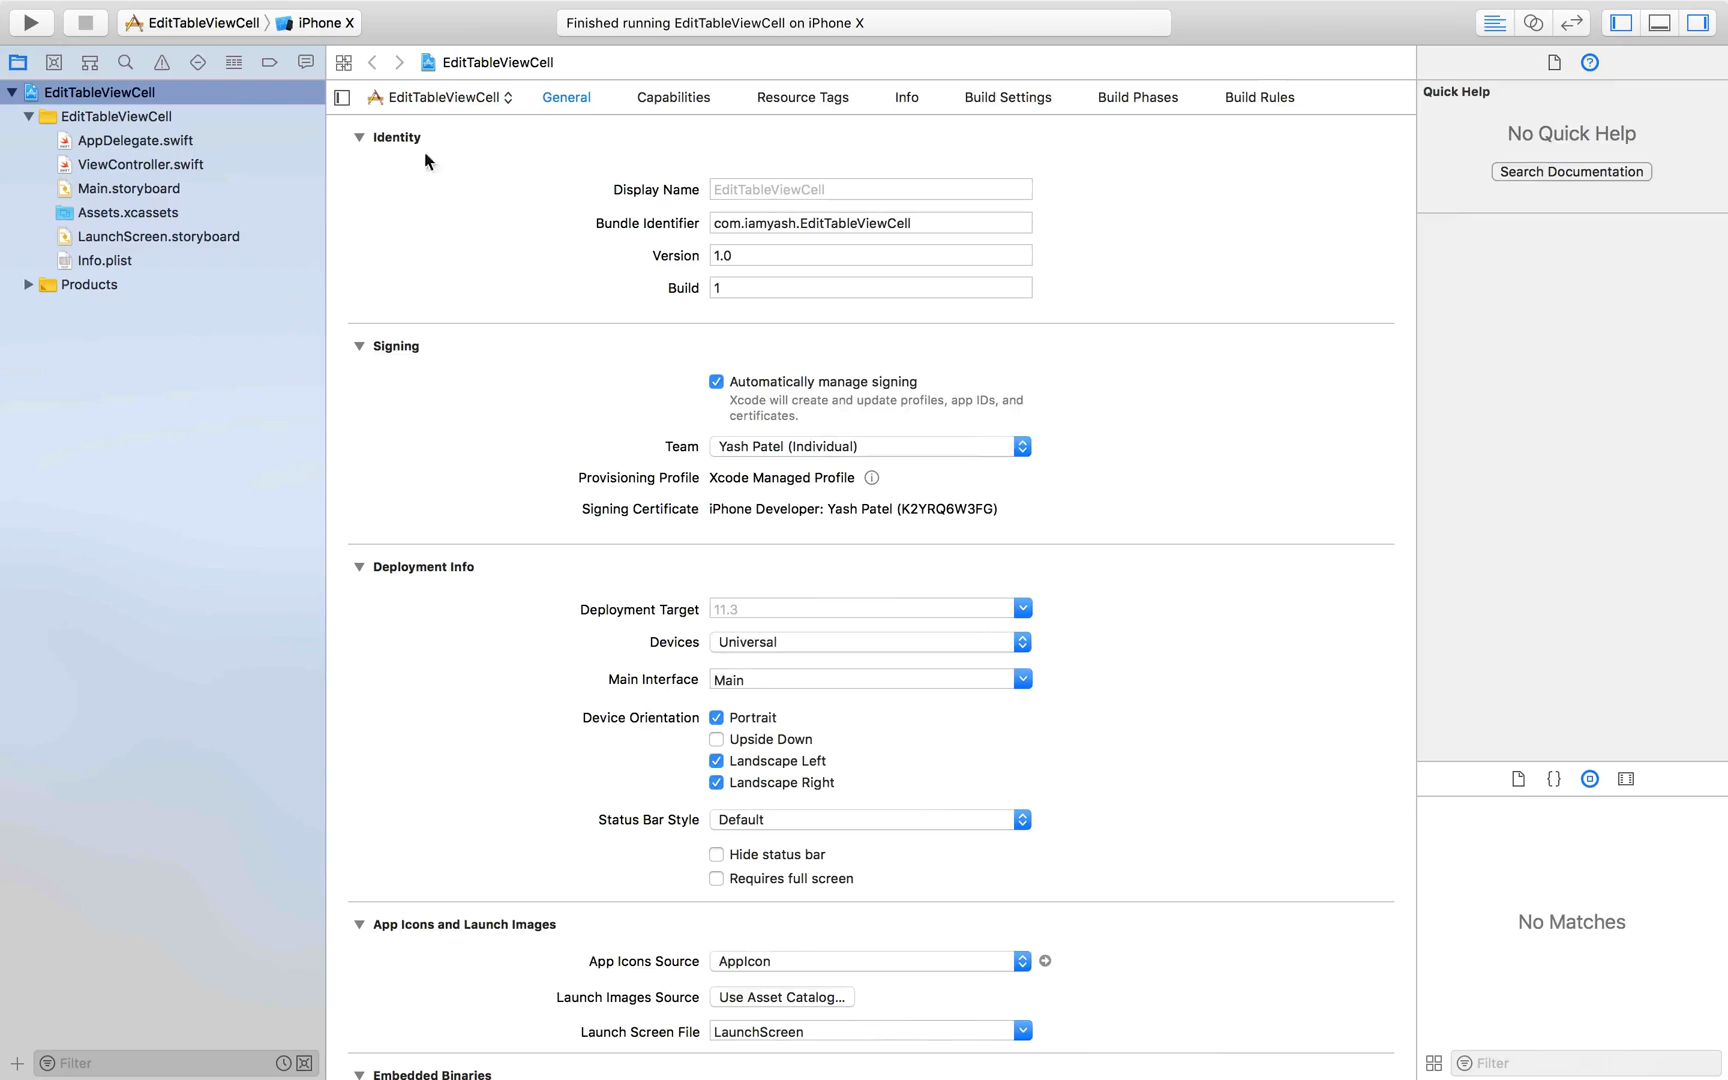 EditTableViewCell iPhone X
Finished running EditTableViewCell on iPhone X
EditTableViewCell
EditTableViewCell
AppDelegate.swift
ViewController.swift
Main.storyboard
Assets.xcassets
LaunchScreen.storyboard
Info.plist
Products
Filter
EditTableViewCell
EditTableViewCell General Capabilities Resource Tags Info Build Settings Build Phases Build Rules
Identity
Display Name EditTableViewCell
Bundle Identifier com.iamyash.EditTableViewCell
Version 1.0
Build 1
Signing
Automatically manage signing
Xcode will create and update profiles, app IDs, and
certificates.
Team Yash Patel (Individual)
Provisioning Profile Xcode Managed Profile
Signing Certificate iPhone Developer: Yash Patel (K2YRQ6W3FG)
Deployment Info
Deployment Target 11.3
Devices Universal
Main Interface Main
Device Orientation Portrait
Upside Down
Landscape Left
Landscape Right
Status Bar Style Default
Hide status bar
Requires full screen
App Icons and Launch Images
App Icons Source AppIcon
Launch Images Source Use Asset Catalog...
Launch Screen File LaunchScreen
Embedded Binaries
Quick Help
No Quick Help
Search Documentation
No Matches
Filter